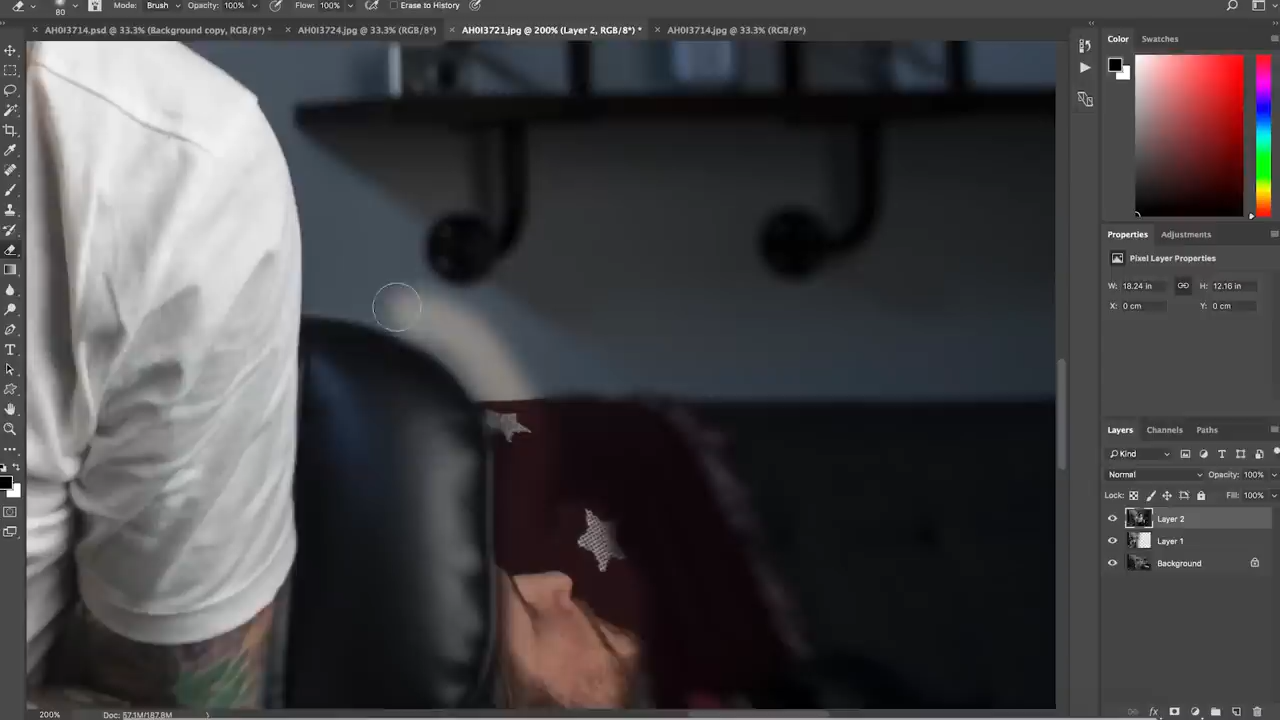 80 Mode: Brush Opacity: 100% Flow: 100% Erase to History
AH0I3714.psd @ 33.3% (Background copy, RGB/8*) * AH0I3724.jpg @ 33.3% (RGB/8*) AH0I3721.jpg @ 200% (Layer 2, RGB/8*) * AH0I3714.jpg @ 33.3% (RGB/8*)
Color Swatches
Properties Adjustments
Pixel Layer Properties
W: 18.24 in H: 12.16 in
X: 0 cm Y: 0 cm
Layers Channels Paths
Kind
Normal Opacity: 100%
Lock: Fill: 100%
Layer 2
Layer 1
Background
200% Doc: 57.1M/187.8M